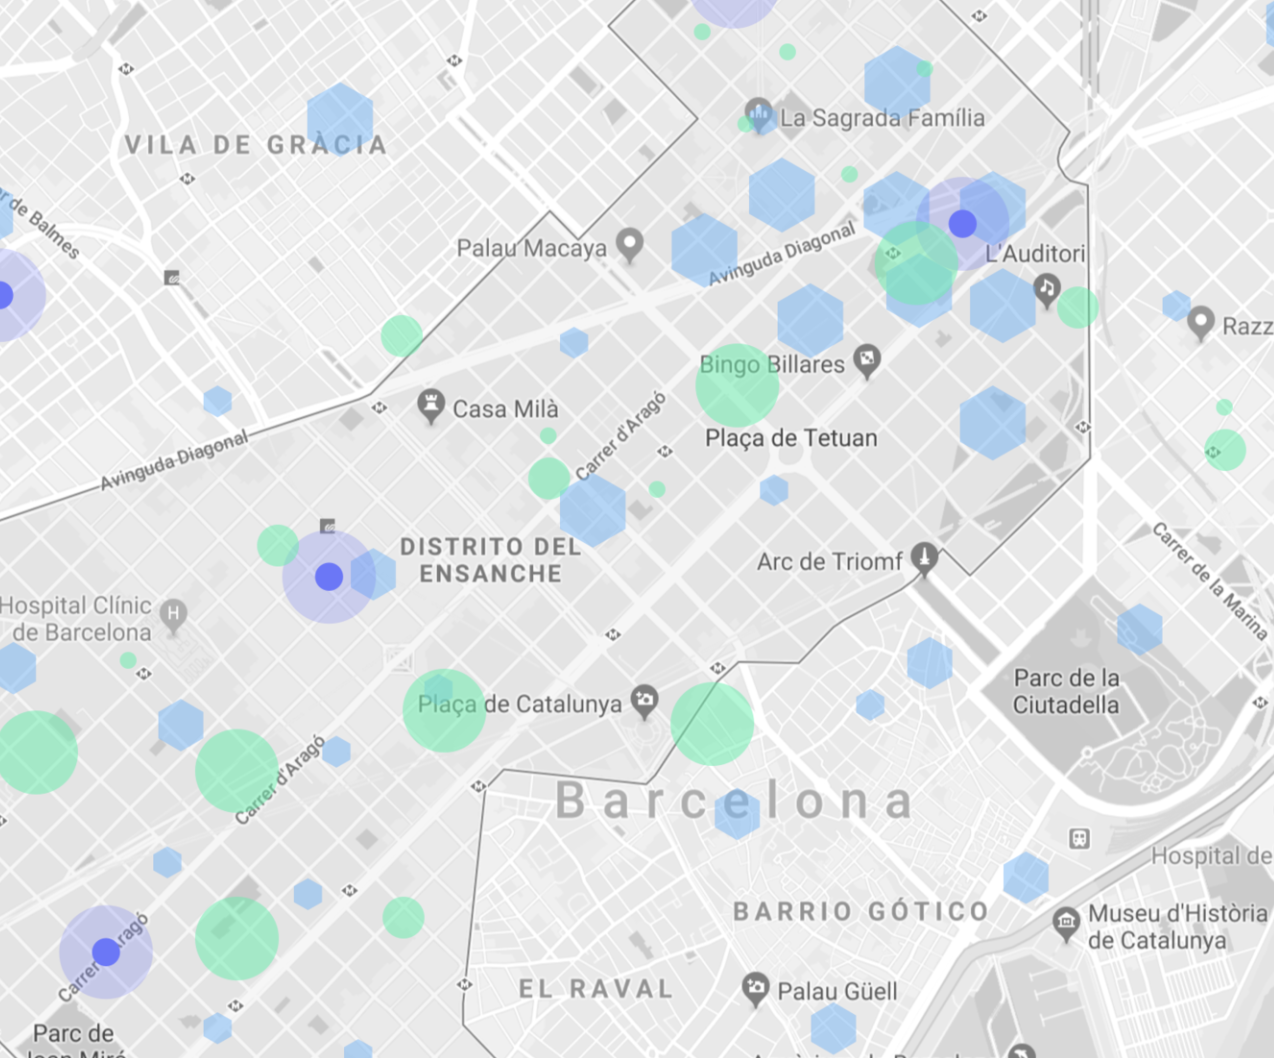 La Sagrada Família
VILA DE GRÀCIA
er de Balmes
Palau Macaya
Avinguda Diagonal
L'Auditori
Razz
Bingo Billares
Casa Milà
Carrer d'Aragó
Plaça de Tetuan
Avinguda Diagonal
DISTRITO DEL
ENSANCHE
Arc de Triomf
Carrer de la Marina
Hospital Clínic
de Barcelona
H
Parc de la
Ciutadella
Plaça de Catalunya
Carrer d'Aragó
Barcelona
Hospital de
BARRIO GÓTICO
Museu d'Història
de Catalunya
Carrer Aragó
EL RAVAL
Palau Güell
Parc de
Joan Miró